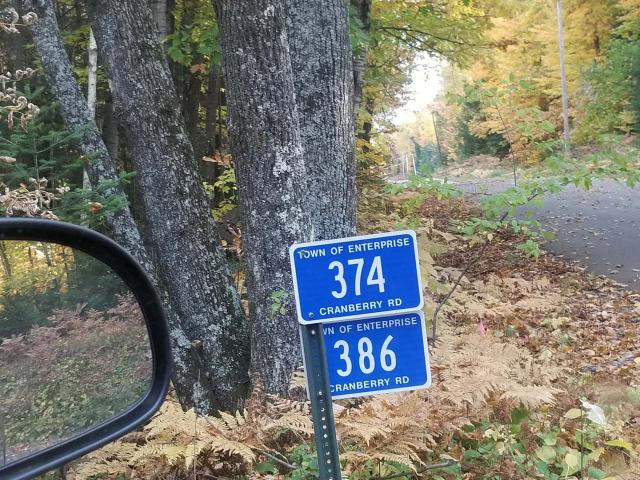 TOWN OF ENTERPRISE
374
CRANBERRY RD
WN OF ENTERPRISE
386
CRANBERRY RD